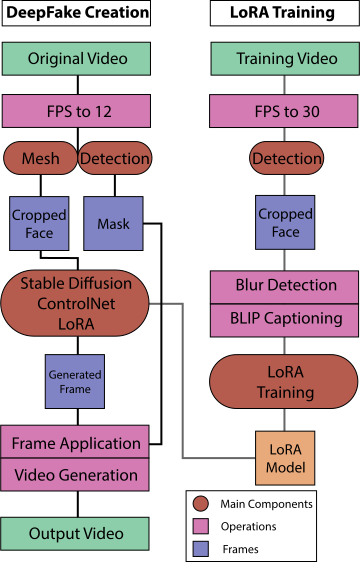 DeepFake Creation
Original Video
FPS to 12
Mesh
Detection
Cropped
Face
Mask
Stable Diffusion
ControlNet
LoRA
Generated
Frame
Frame Application
Video Generation
Output Video
LoRA Training
Training Video
FPS to 30
Detection
Cropped
Face
Blur Detection
BLIP Captioning
LoRA
Training
LoRA
Model
Main Components
Operations
Frames